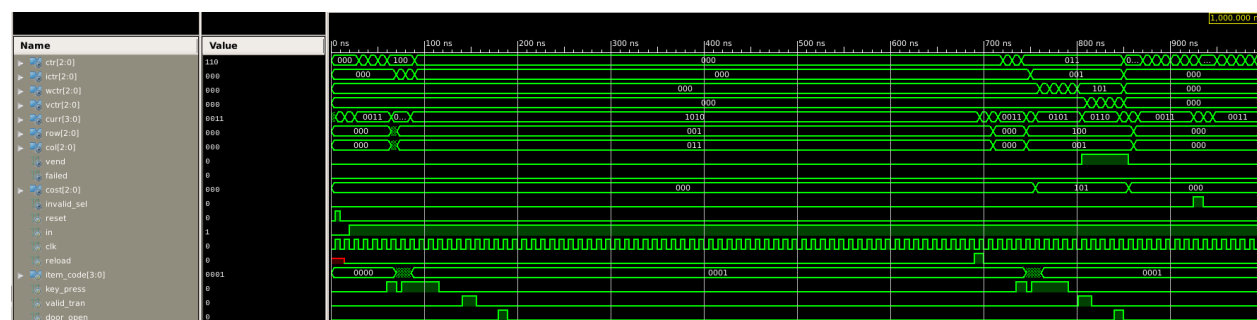 1,000.000 n
Name Value
0 ns 100 ns 200 ns 300 ns 400 ns 500 ns 600 ns 700 ns 800 ns 900 ns
ctr[2:0] 110 000 100 000 011 0... ...
ictr[2:0] 000 000 000 001 000
wctr[2:0] 000 000 101 000
vctr[2:0] 000 000 000
curr[3:0] 0011 0011 0... 1010 0011 0101 0110 0011 0011
row[2:0] 000 000 001 000 100 000
col[2:0] 000 000 011 000 001 000
vend 0
failed 0
cost[2:0] 000 000 101 000
invalid_sel 0
reset 0
in 1
clk 0
reload 0
item_code[3:0] 0001 0000 0001 0001
key_press 0
valid_tran 0
door_open 0